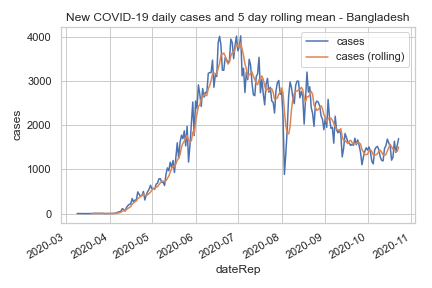 New COVID-19 daily cases and 5 day rolling mean - Bangladesh
cases
cases (rolling)
4000
3000
2000
1000
0
cases
2020-03
2020-04
2020-05
2020-06
2020-07
2020-08
2020-09
2020-10
2020-11
dateRep